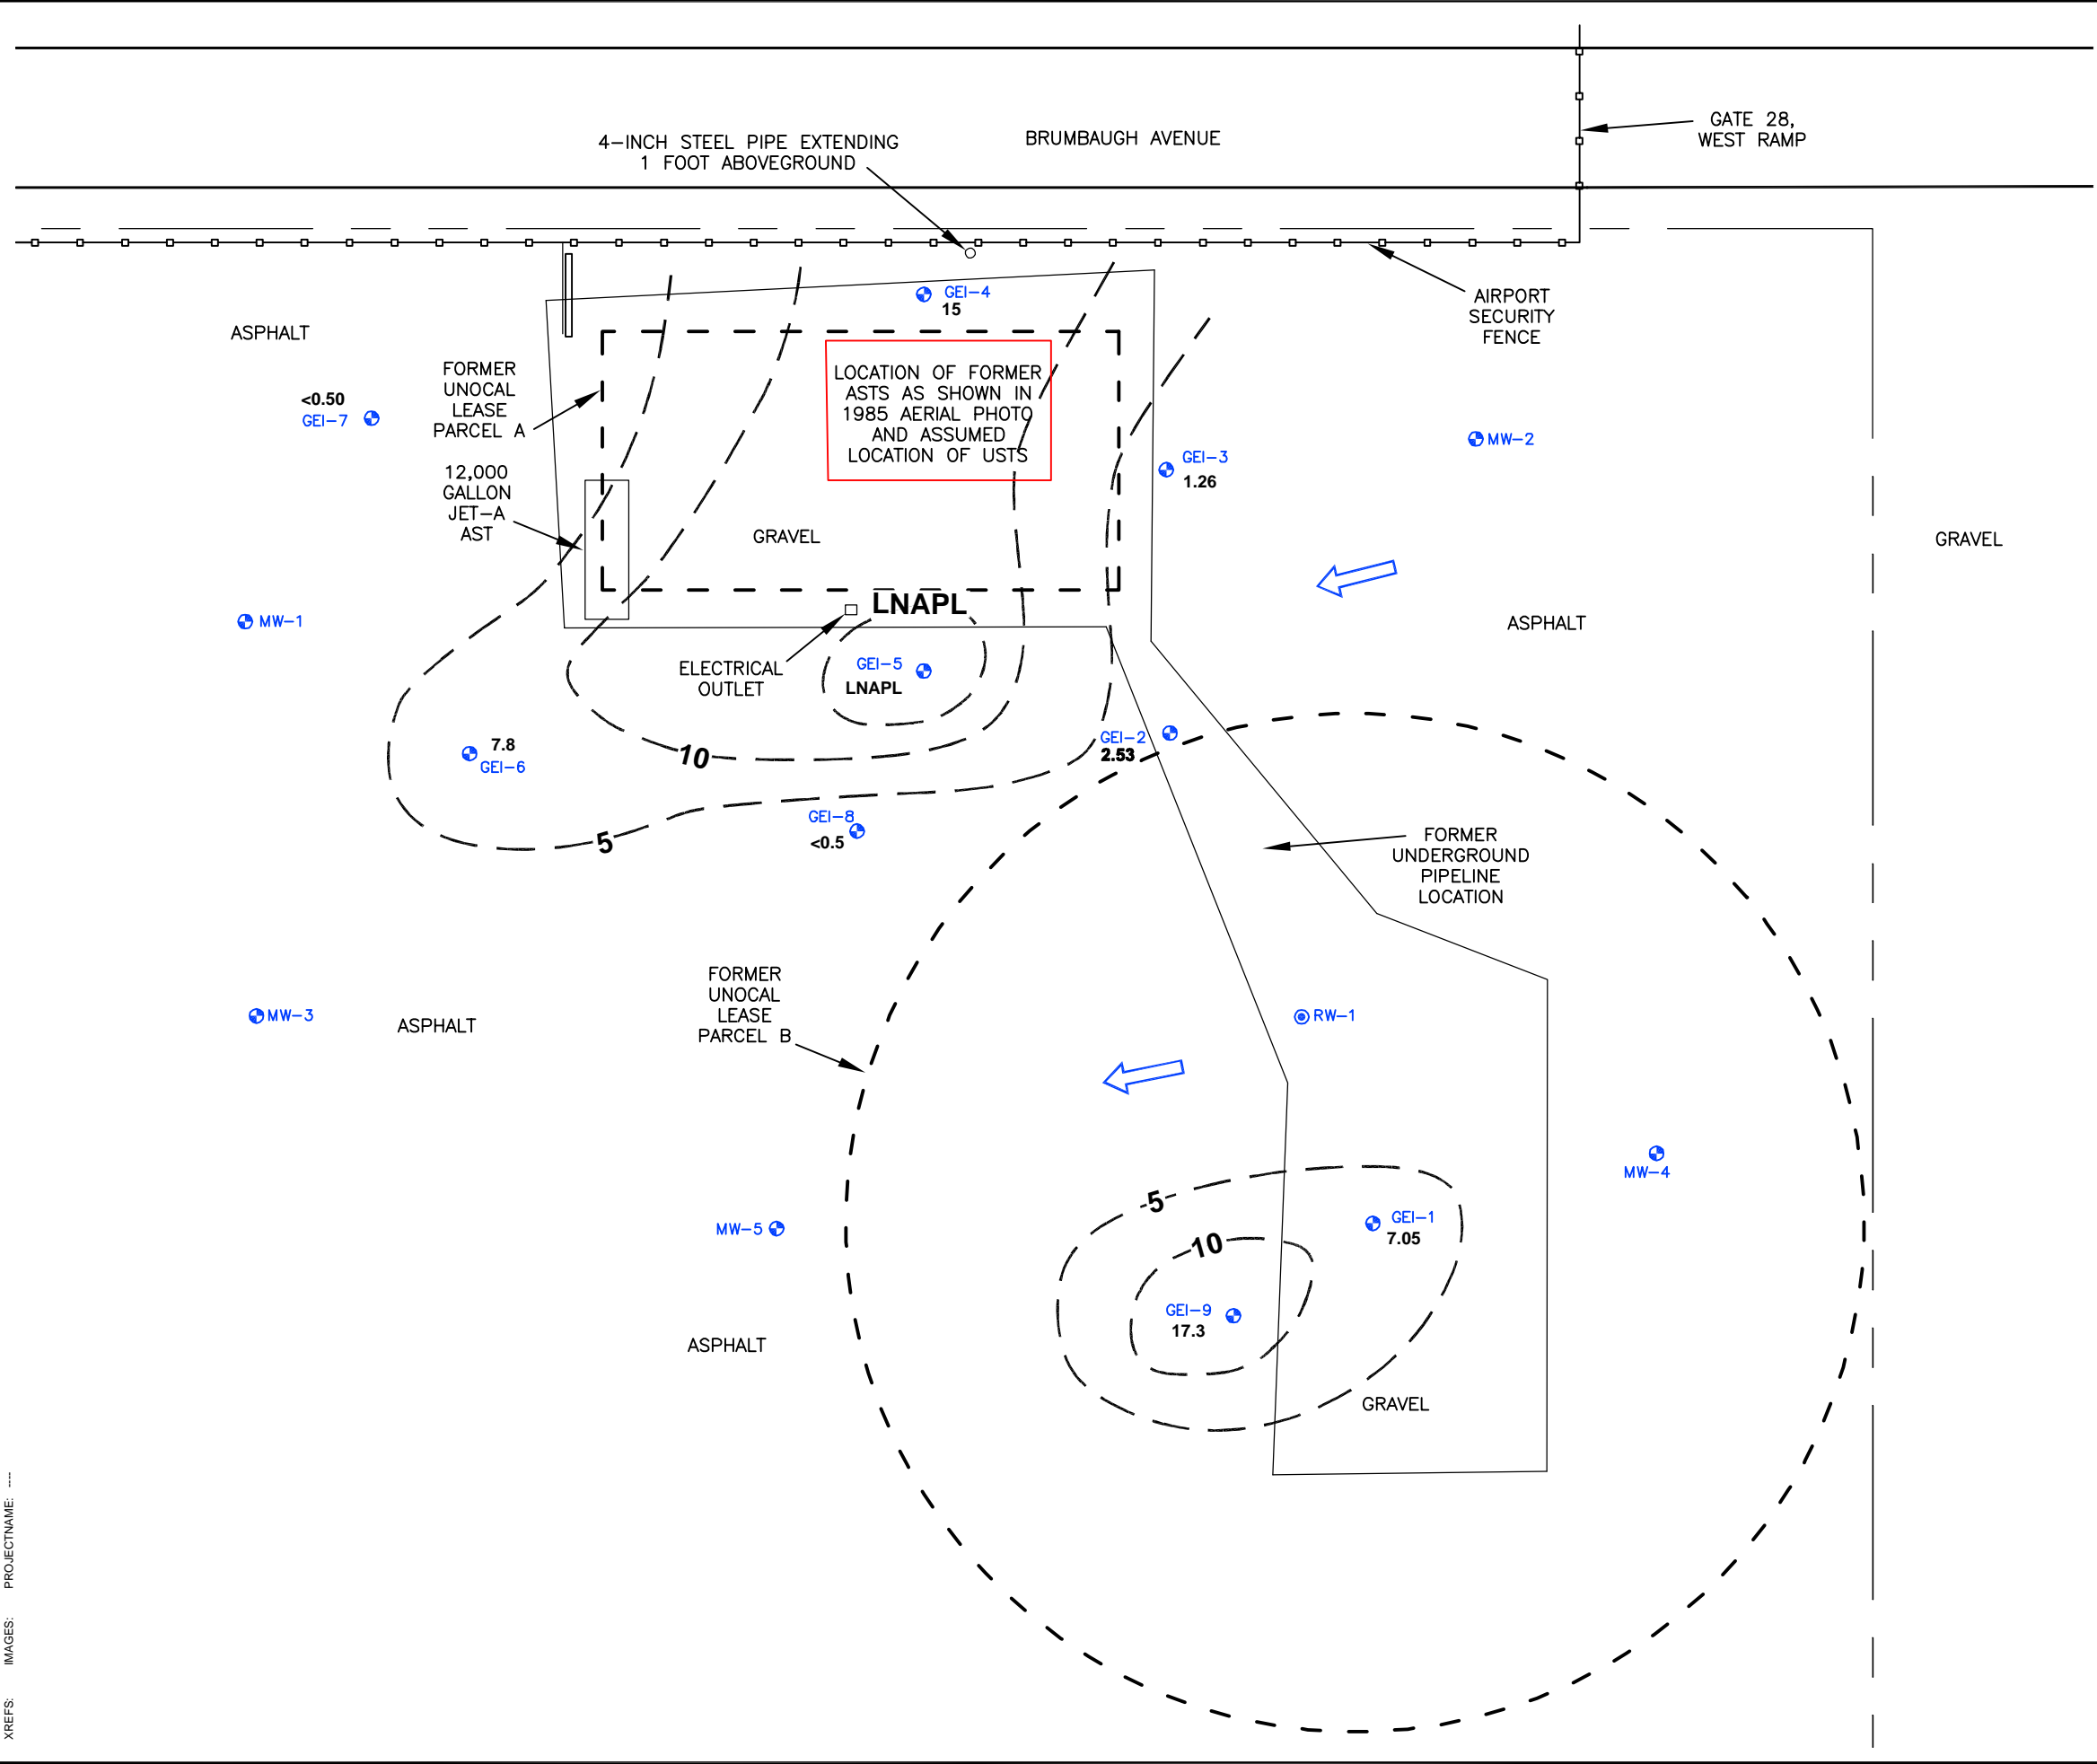 4-INCH STEEL PIPE EXTENDING
1 FOOT ABOVEGROUND
BRUMBAUGH AVENUE
GATE 28,
WEST RAMP
AIRPORT
SECURITY
FENCE
GEI-4
15
ASPHALT
FORMER
UNOCAL
LEASE
PARCEL A
<0.50
GEI-7
LOCATION OF FORMER
ASTS AS SHOWN IN
1985 AERIAL PHOTO
AND ASSUMED
LOCATION OF USTS
MW-2
GEI-3
1.26
12,000
GALLON
JET-A
AST
GRAVEL
GRAVEL
MW-1
LNAPL
ASPHALT
ELECTRICAL
OUTLET
GEI-5
LNAPL
7.8
GEI-6
10
GEI-2
2.53
GEI-8
<0.5
5
FORMER
UNDERGROUND
PIPELINE
LOCATION
FORMER
UNOCAL
LEASE
PARCEL B
MW-3
ASPHALT
RW-1
MW-4
5
MW-5
GEI-1
7.05
10
GEI-9
17.3
ASPHALT
GRAVEL
XREFS: IMAGES: PROJECTNAME: ----